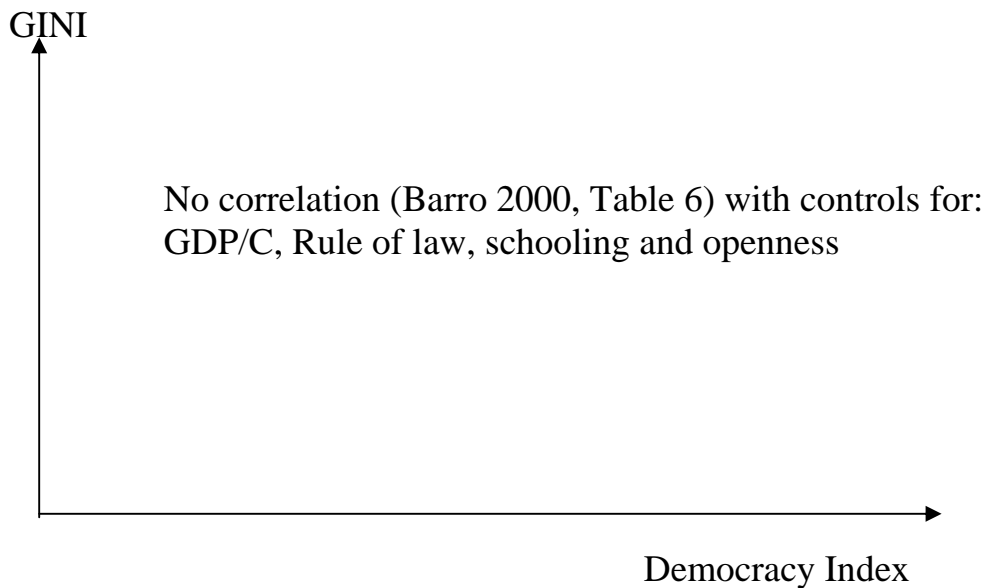 GINI
No correlation (Barro 2000, Table 6) with controls for:
GDP/C, Rule of law, schooling and openness
Democracy Index